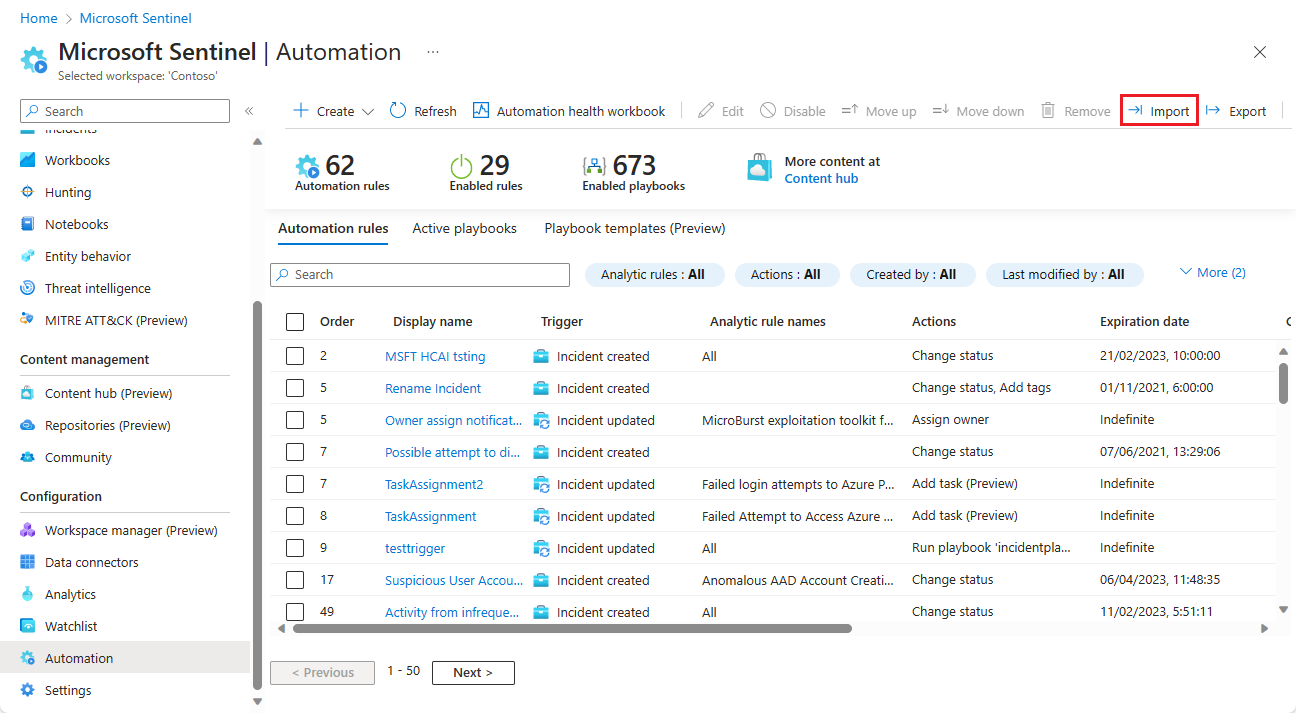 Home > Microsoft Sentinel
Microsoft Sentinel | Automation ...
Selected workspace: 'Contoso'
Search «
Create Refresh Automation health workbook Edit Disable Move up Move down Remove Import Export
Incidents
Workbooks
Hunting
Notebooks
Entity behavior
Threat intelligence
MITRE ATT&CK (Preview)
Content management
Content hub (Preview)
Repositories (Preview)
Community
Configuration
Workspace manager (Preview)
Data connectors
Analytics
Watchlist
Automation
Settings
62 29 673
Automation rules Enabled rules Enabled playbooks
More content at
Content hub
Automation rules Active playbooks Playbook templates (Preview)
Search Analytic rules : All Actions : All Created by : All Last modified by : All More (2)
Order Display name Trigger Analytic rule names Actions Expiration date
2 MSFT HCAI tsting Incident created All Change status 21/02/2023, 10:00:00
5 Rename Incident Incident created Change status, Add tags 01/11/2021, 6:00:00
5 Owner assign notificat... Incident updated MicroBurst exploitation toolkit f... Assign owner Indefinite
7 Possible attempt to di... Incident created Change status 07/06/2021, 13:29:06
7 TaskAssignment2 Incident updated Failed login attempts to Azure P... Add task (Preview) Indefinite
8 TaskAssignment Incident updated Failed Attempt to Access Azure ... Add task (Preview) Indefinite
9 testtrigger Incident updated All Run playbook 'incidentpla... Indefinite
17 Suspicious User Accou... Incident created Anomalous AAD Account Creati... Change status 06/04/2023, 11:48:35
49 Activity from infreque... Incident created All Change status 11/02/2023, 5:51:11
< Previous 1 - 50 Next >